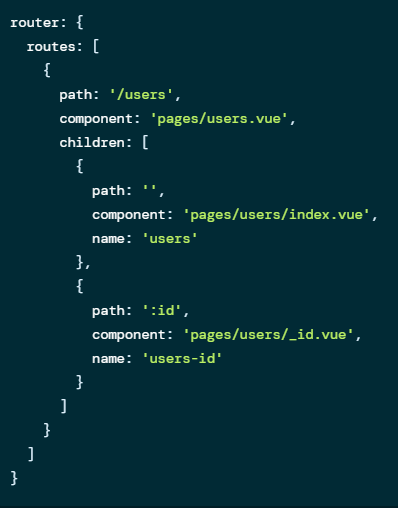 router: {
  routes: [
    {
      path: '/users',
      component: 'pages/users.vue',
      children: [
        {
          path: '',
          component: 'pages/users/index.vue',
          name: 'users'
        },
        {
          path: ':id',
          component: 'pages/users/_id.vue',
          name: 'users-id'
        }
      ]
    }
  ]
}